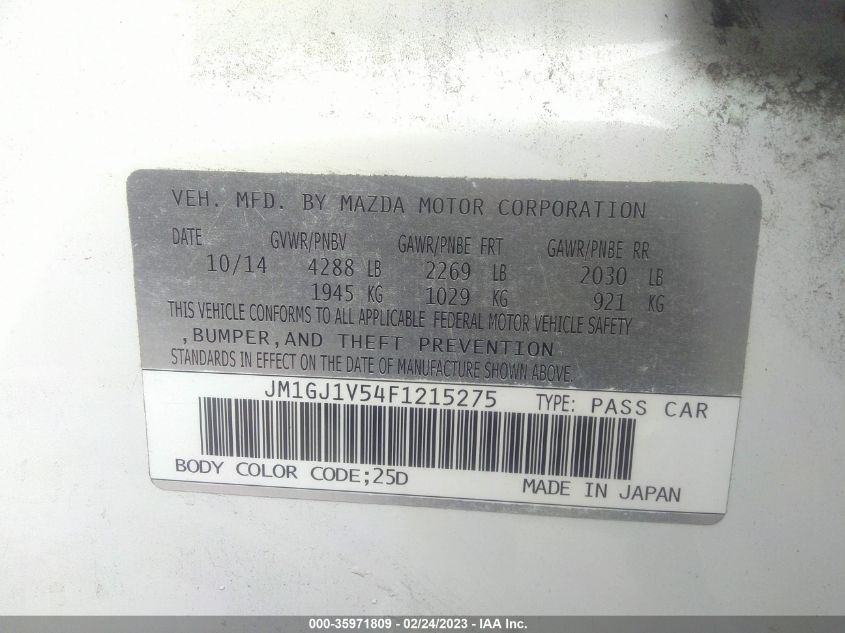 VEH. MFD. BY MAZDA MOTOR CORPORATION
DATE GVWR/PNBV GAWR/PNBE FRT GAWR/PNBE RR
10/14 4288 LB 2269 LB 2030 LB
1945 KG 1029 KG 921 KG
THIS VEHICLE CONFORMS TO ALL APPLICABLE FEDERAL MOTOR VEHICLE SAFETY
,BUMPER,AND THEFT PREVENTION
STANDARDS IN EFFECT ON THE DATE OF MANUFACTURE SHOWN ABOVE.
JM1GJ1V54F1215275 TYPE: PASS CAR
BODY COLOR CODE;25D MADE IN JAPAN
000-35971809 - 02/24/2023 - IAA Inc.